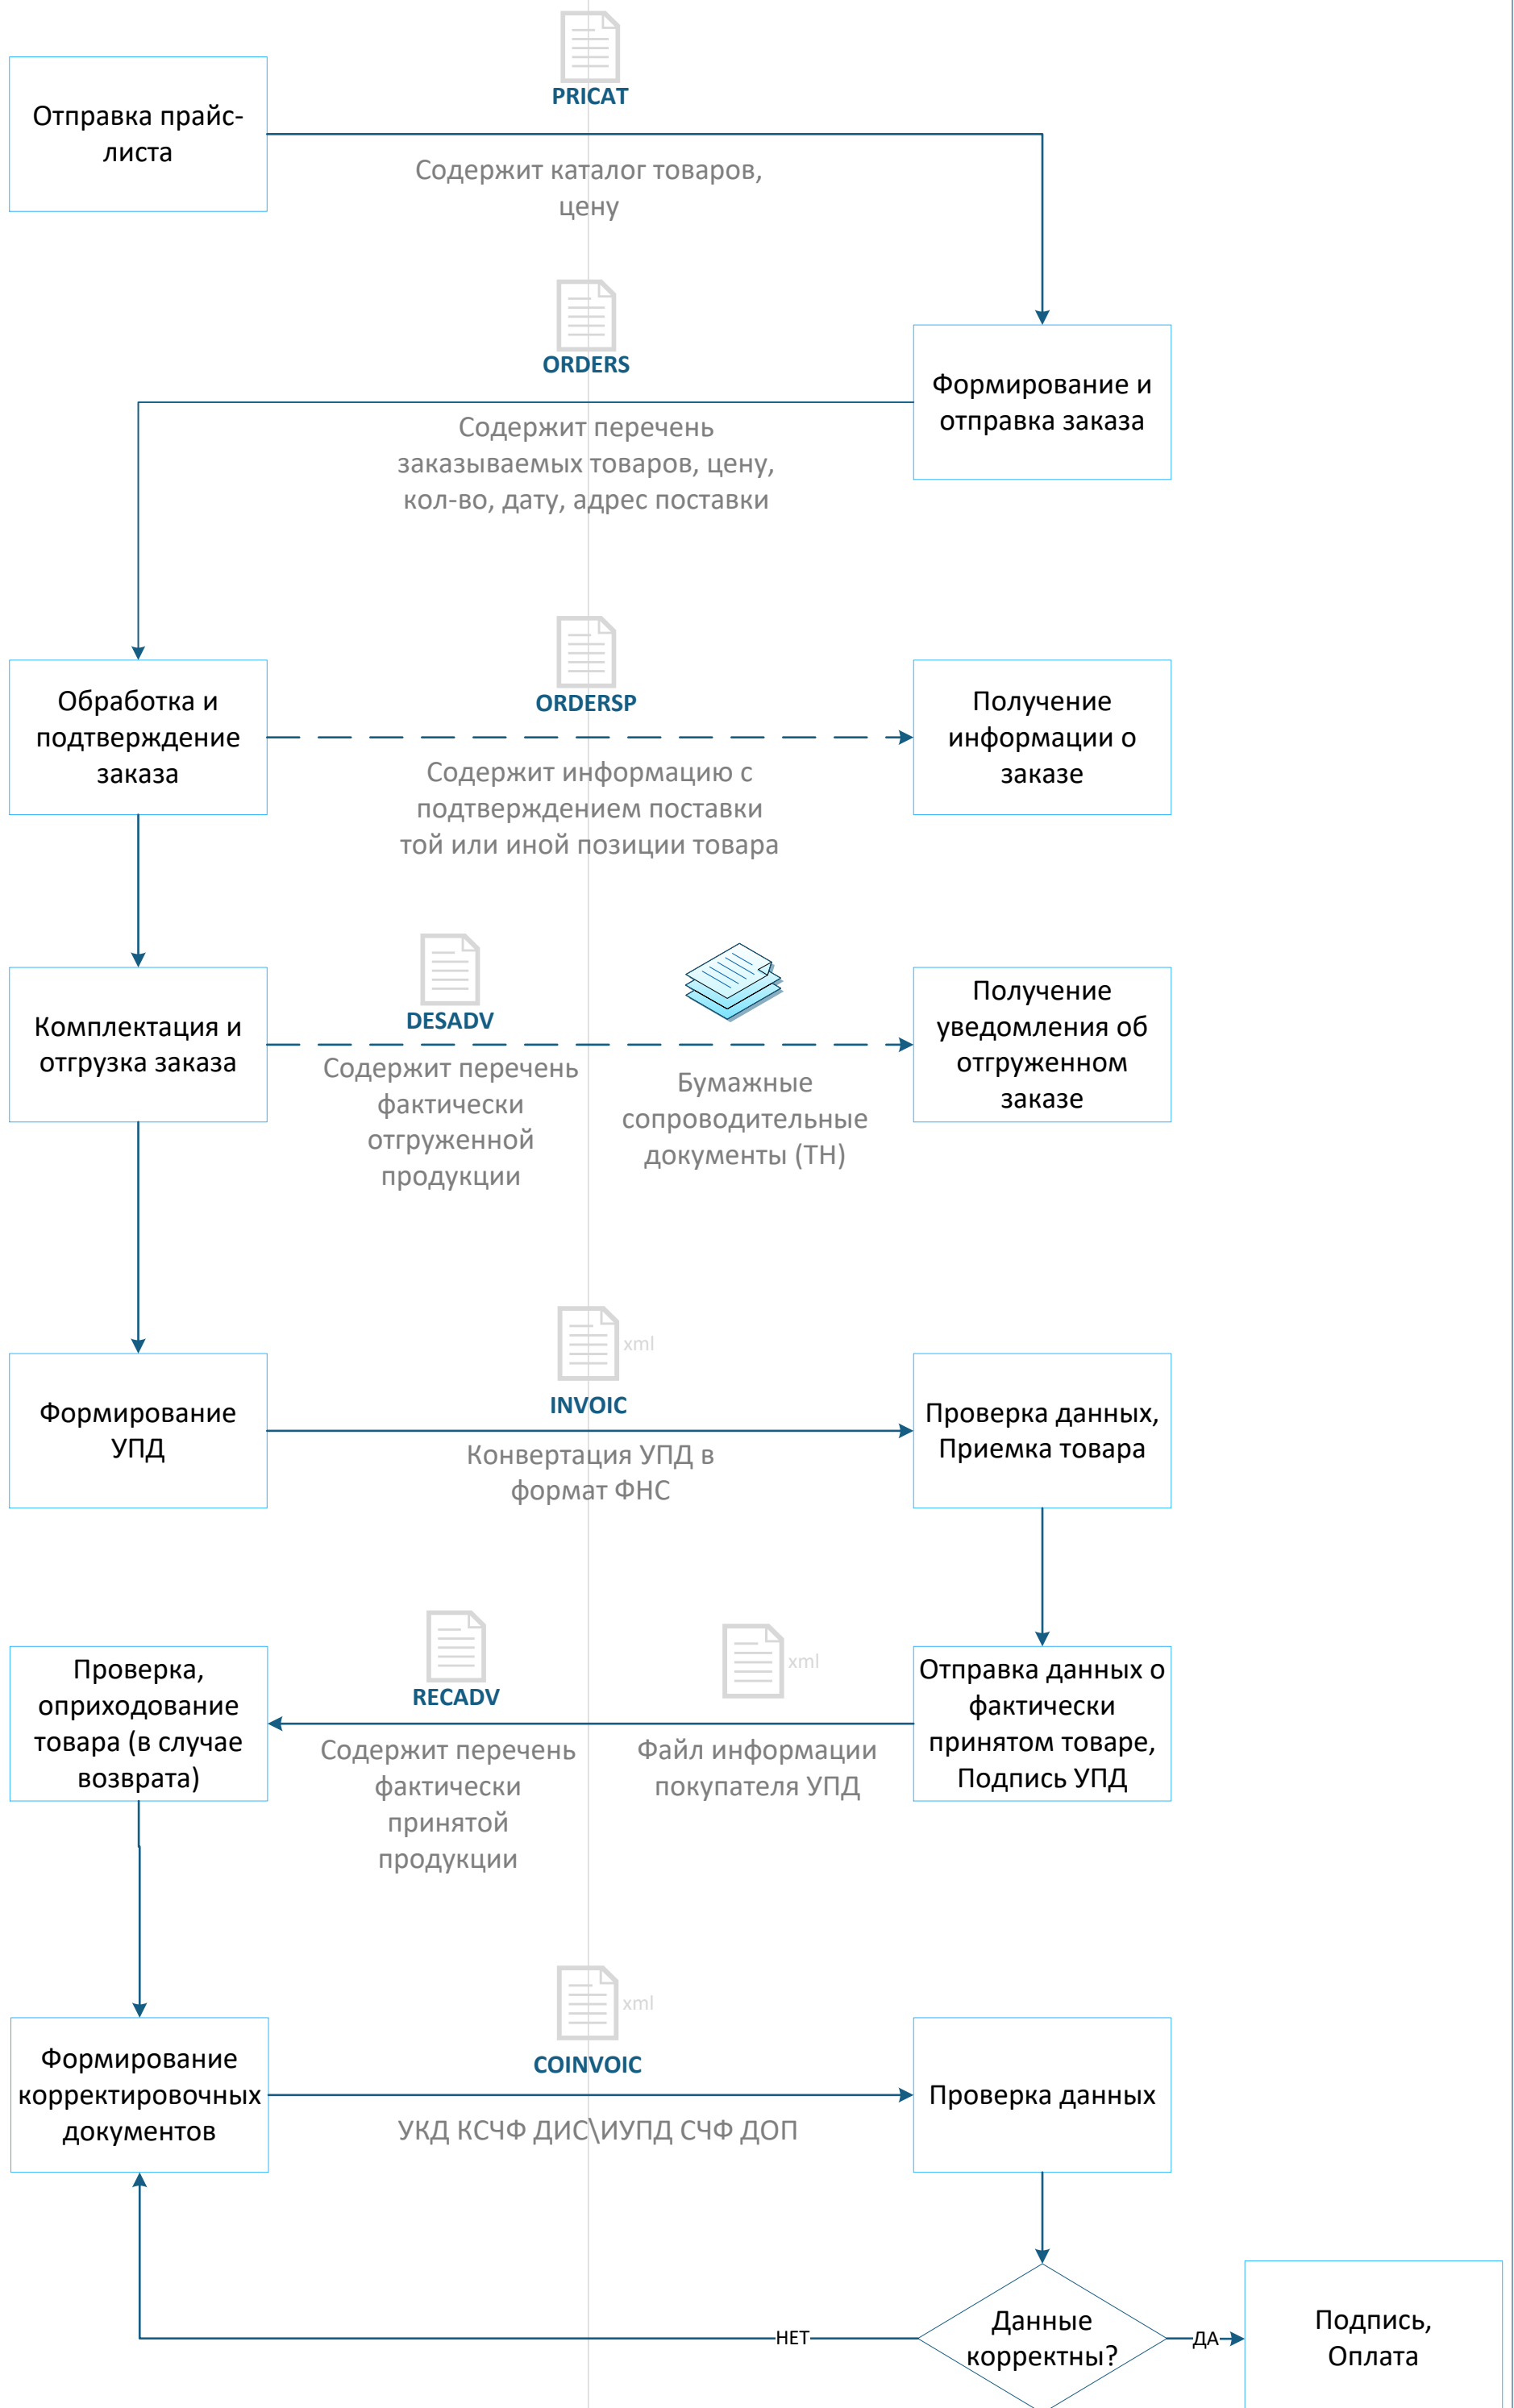 PRICAT
Отправка прайс-
листа
Содержит каталог товаров,
цену
ORDERS
Формирование и
отправка заказа
Содержит перечень
заказываемых товаров, цену,
кол-во, дату, адрес поставки
Обработка и
подтверждение
заказа
ORDERSP
Содержит информацию с
подтверждением поставки
той или иной позиции товара
Получение
информации о
заказе
Комплектация и
отгрузка заказа
DESADV
Содержит перечень
фактически
отгруженной
продукции
Бумажные
сопроводительные
документы (ТН)
Получение
уведомления об
отгруженном
заказе
Формирование
УПД
xml
INVOIC
Конвертация УПД в
формат ФНС
Проверка данных,
Приемка товара
Отправка данных о
фактически
принятом товаре,
Подпись УПД
xml
Файл информации
покупателя УПД
RECADV
Содержит перечень
фактически
принятой
продукции
Проверка,
оприходование
товара (в случае
возврата)
Формирование
корректировочных
документов
xml
COINVOIC
УКД КСЧФ ДИС\ИУПД СЧФ ДОП
Проверка данных
Данные
корректны?
НЕТ
ДА
Подпись,
Оплата